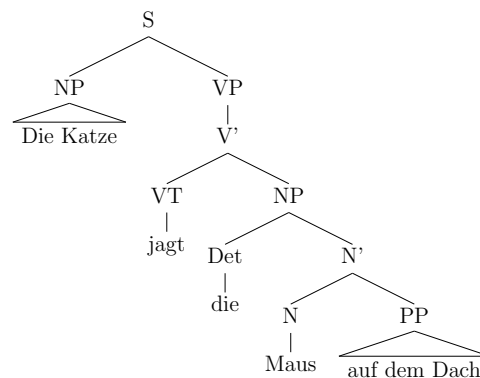 S
NP VP
Die Katze
V'
VT NP
jagt
Det N'
die
N PP
Maus auf dem Dach